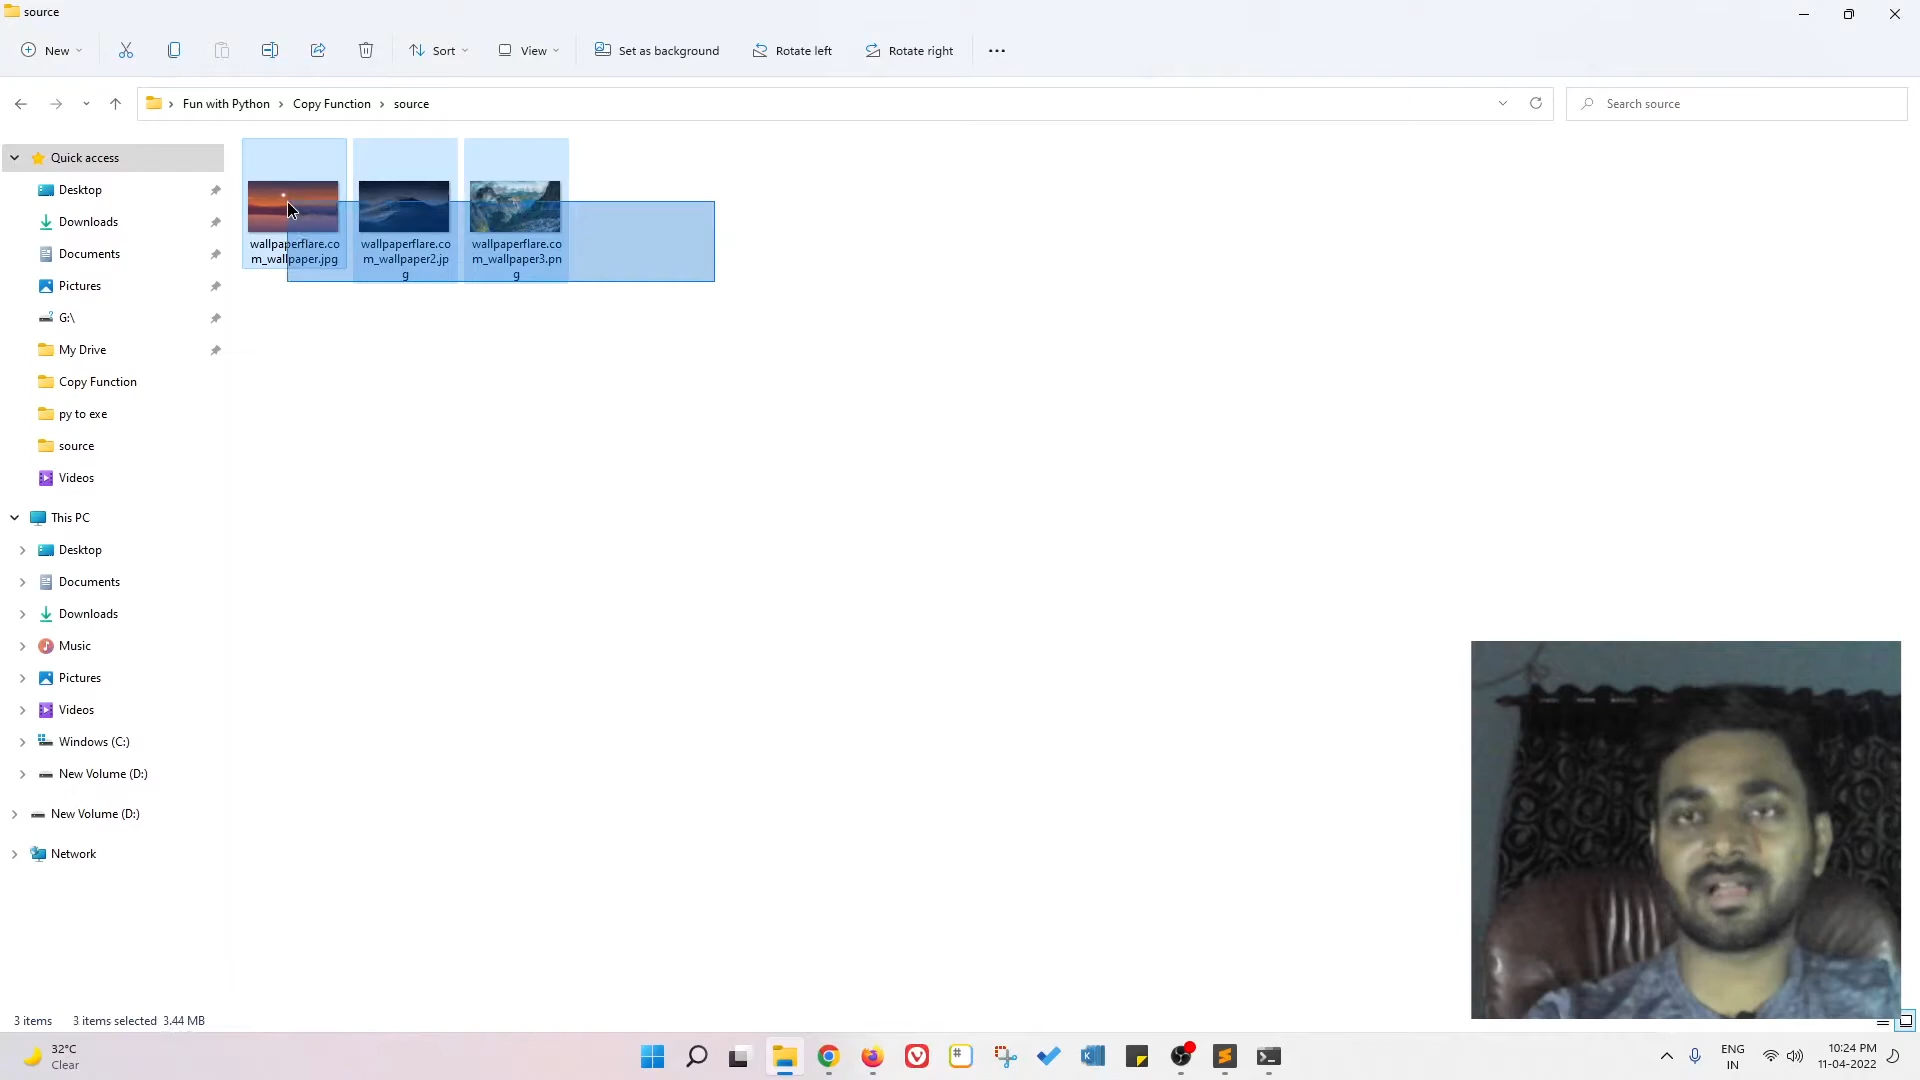 source
New
Sort
View
Set as background
Rotate left
Rotate right
Fun with Python
Copy Function
source
Search source
Quick access
Desktop
Downloads
Documents
Pictures
G:\
My Drive
Copy Function
py to exe
source
Videos
This PC
Desktop
Documents
Downloads
Music
Pictures
Videos
Windows (C:)
New Volume (D:)
New Volume (D:)
Network
wallpaperflare.co
m_wallpaper.jpg
wallpaperflare.co
m_wallpaper2.jp
g
wallpaperflare.co
m_wallpaper3.pn
g
3 items 3 items selected 3.44 MB
32°C
Clear
ENG
IN
10:24 PM
11-04-2022